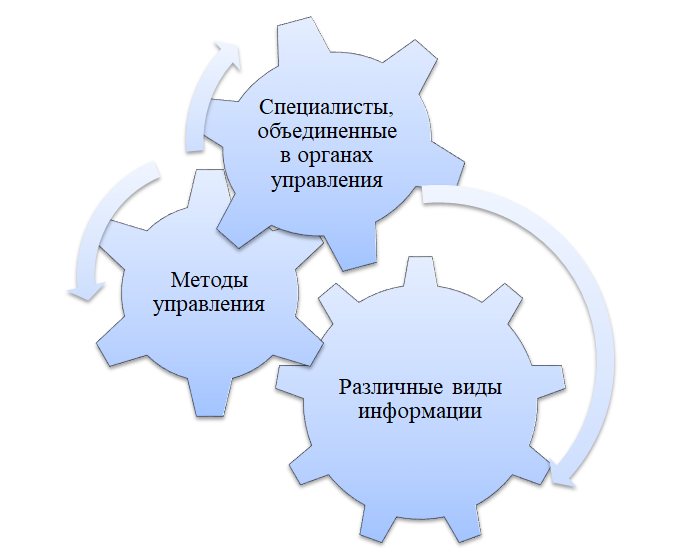 Специалисты,
объединенные
в органах
управления
Методы
управления
Различные виды
информации